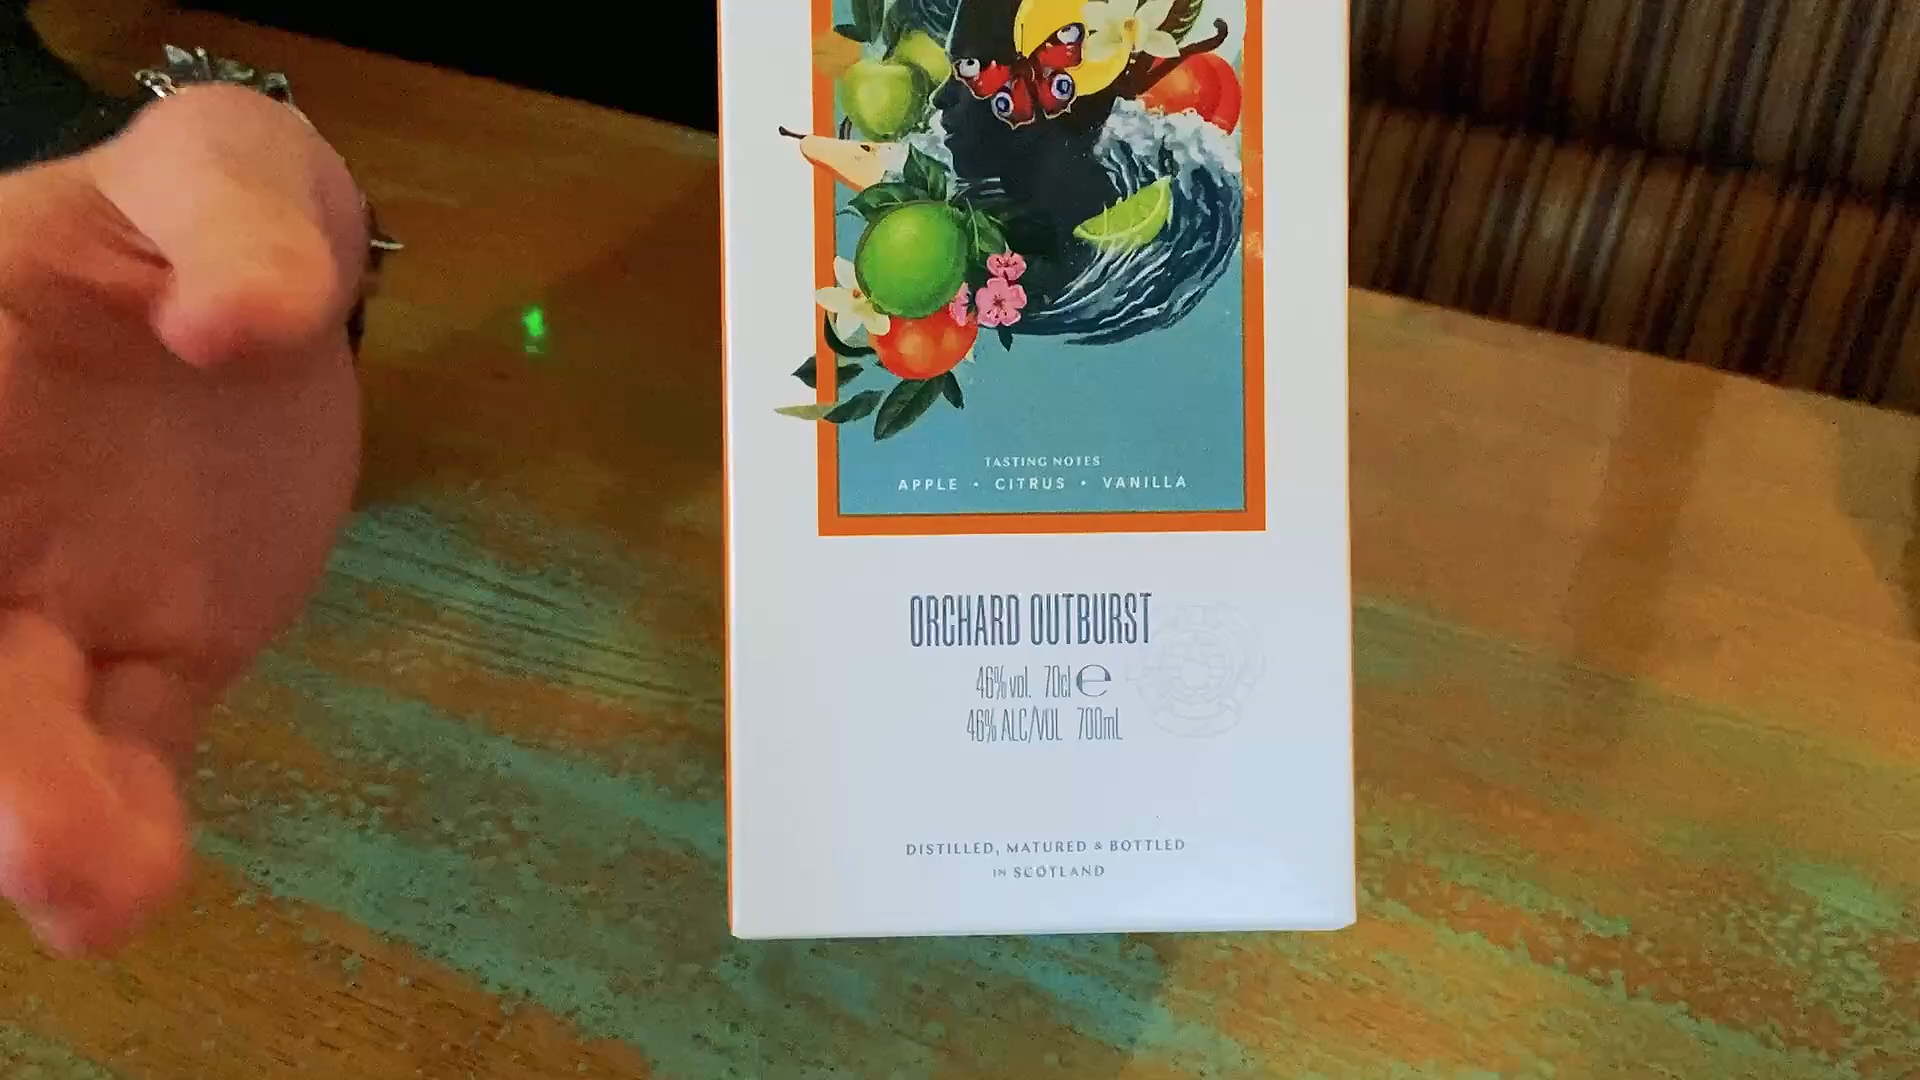 TASTING NOTES
APPLE • CITRUS • VANILLA
ORCHARD OUTBURST
46% vol. 70cl ℮
46% ALC/VOL 700mL
DISTILLED, MATURED & BOTTLED
IN SCOTLAND